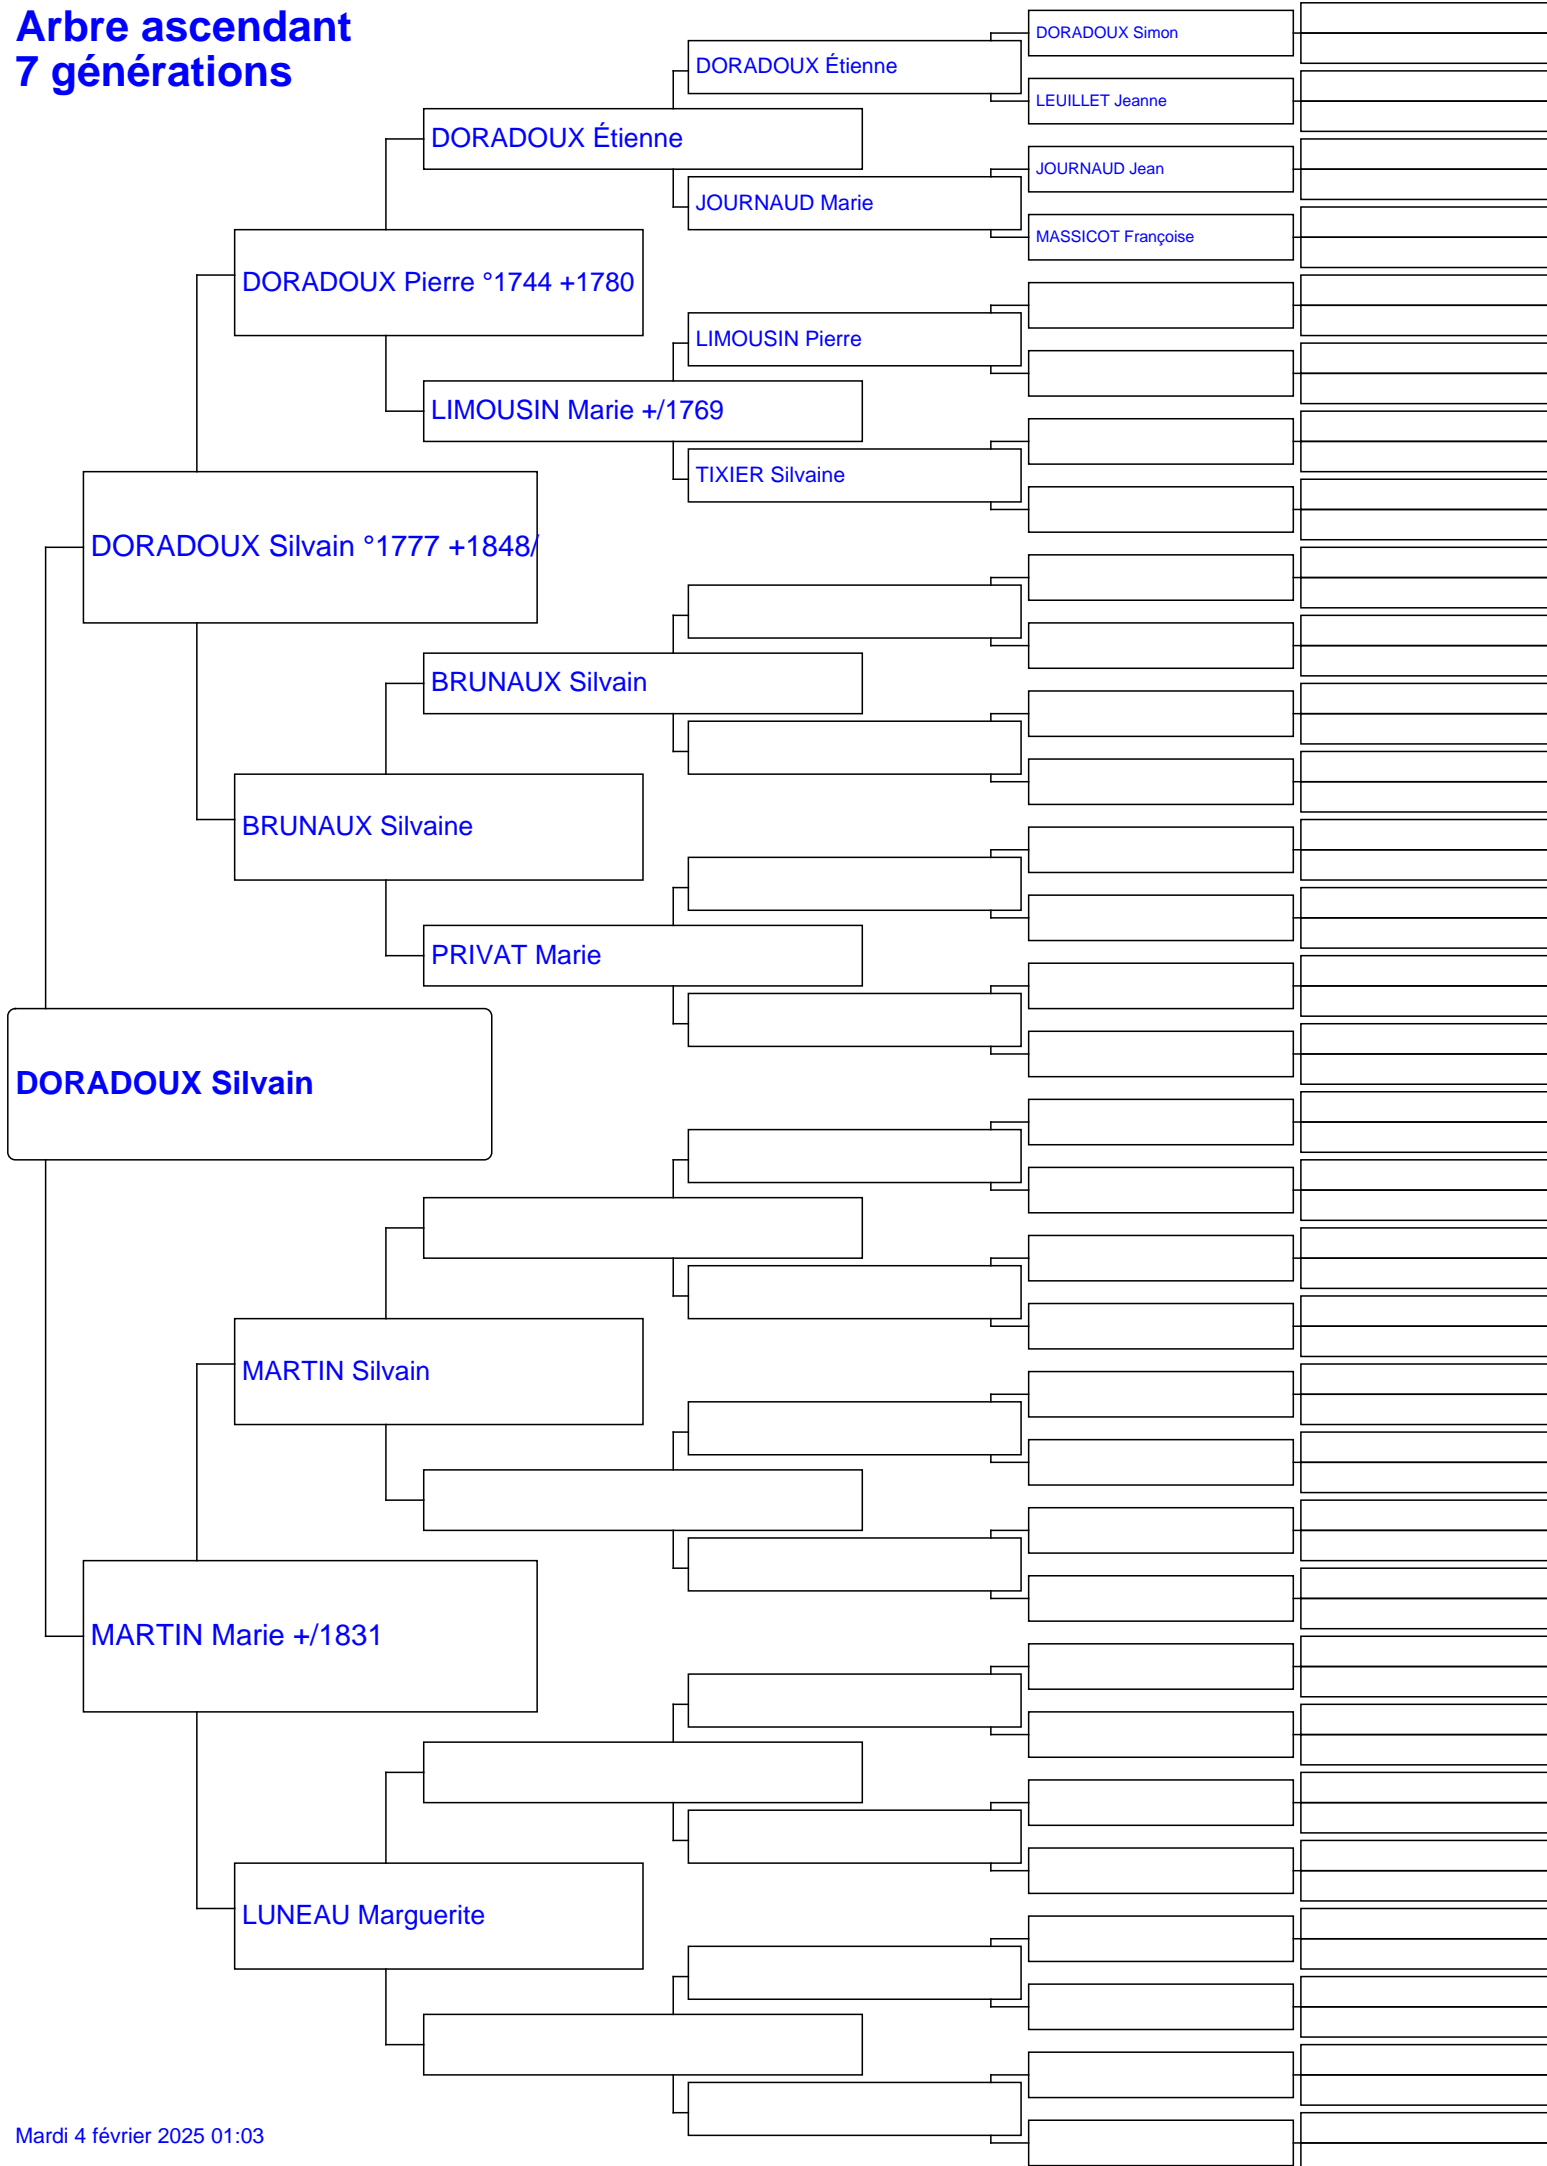 Arbre ascendant
7 générations
DORADOUX Simon
DORADOUX Étienne
LEUILLET Jeanne
DORADOUX Étienne
JOURNAUD Jean
JOURNAUD Marie
MASSICOT Françoise
DORADOUX Pierre °1744 +1780
LIMOUSIN Pierre
LIMOUSIN Marie +/1769
TIXIER Silvaine
DORADOUX Silvain °1777 +1848/
BRUNAUX Silvain
BRUNAUX Silvaine
PRIVAT Marie
DORADOUX Silvain
MARTIN Silvain
MARTIN Marie +/1831
LUNEAU Marguerite
Mardi 4 février 2025 01:03